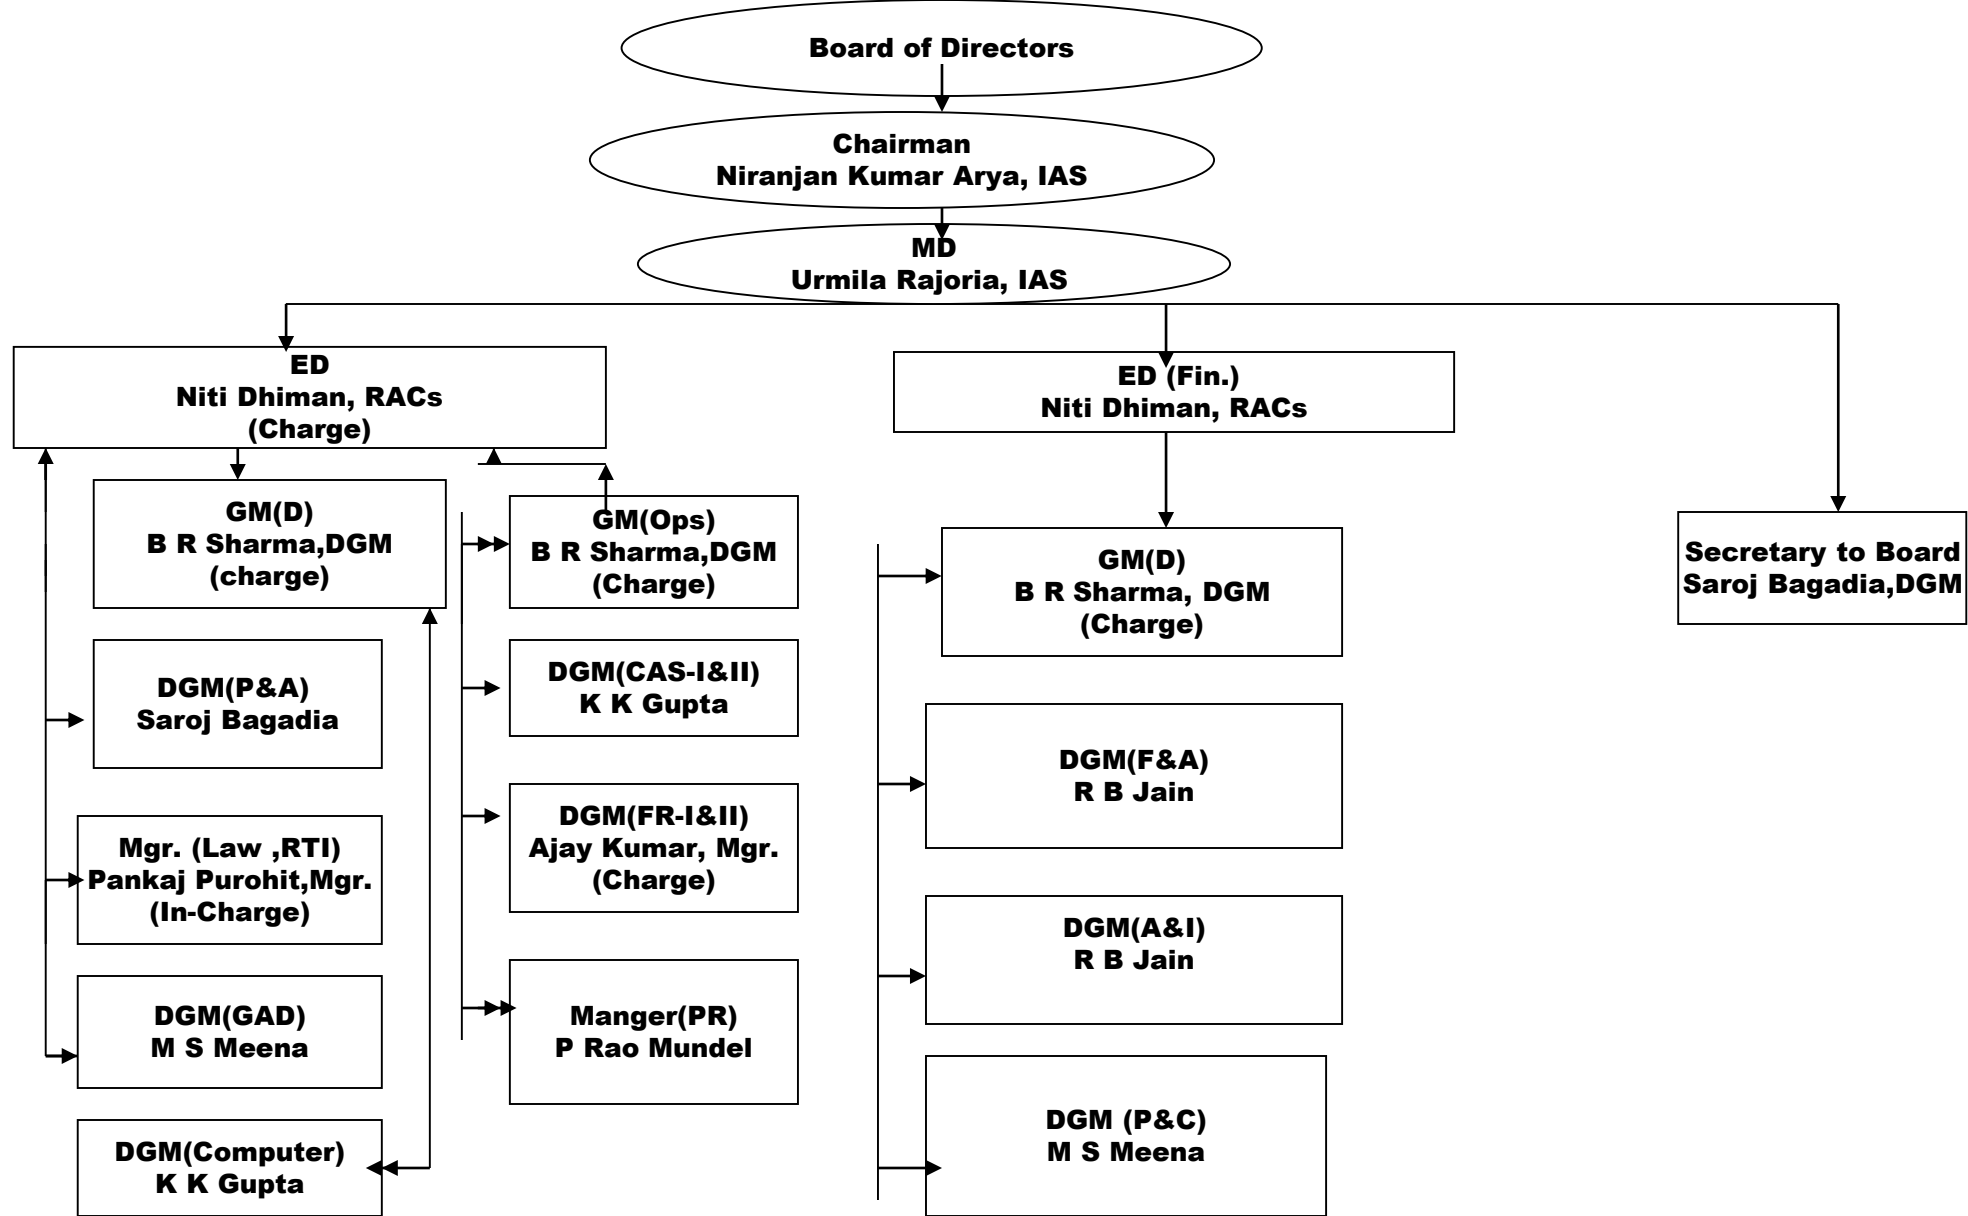 Board of Directors
Chairman
Niranjan Kumar Arya, IAS
MD
Urmila Rajoria, IAS
ED
Niti Dhiman, RACs
(Charge)
ED (Fin.)
Niti Dhiman, RACs
GM(D)
B R Sharma,DGM
(charge)
DGM(P&A)
Saroj Bagadia
Mgr. (Law ,RTI)
Pankaj Purohit,Mgr.
(In-Charge)
DGM(GAD)
M S Meena
DGM(Computer)
K K Gupta
GM(Ops)
B R Sharma,DGM
(Charge)
DGM(CAS-I&II)
K K Gupta
DGM(FR-I&II)
Ajay Kumar, Mgr.
(Charge)
Manger(PR)
P Rao Mundel
GM(D)
B R Sharma, DGM
(Charge)
DGM(F&A)
R B Jain
DGM(A&I)
R B Jain
DGM (P&C)
M S Meena
Secretary to Board
Saroj Bagadia,DGM